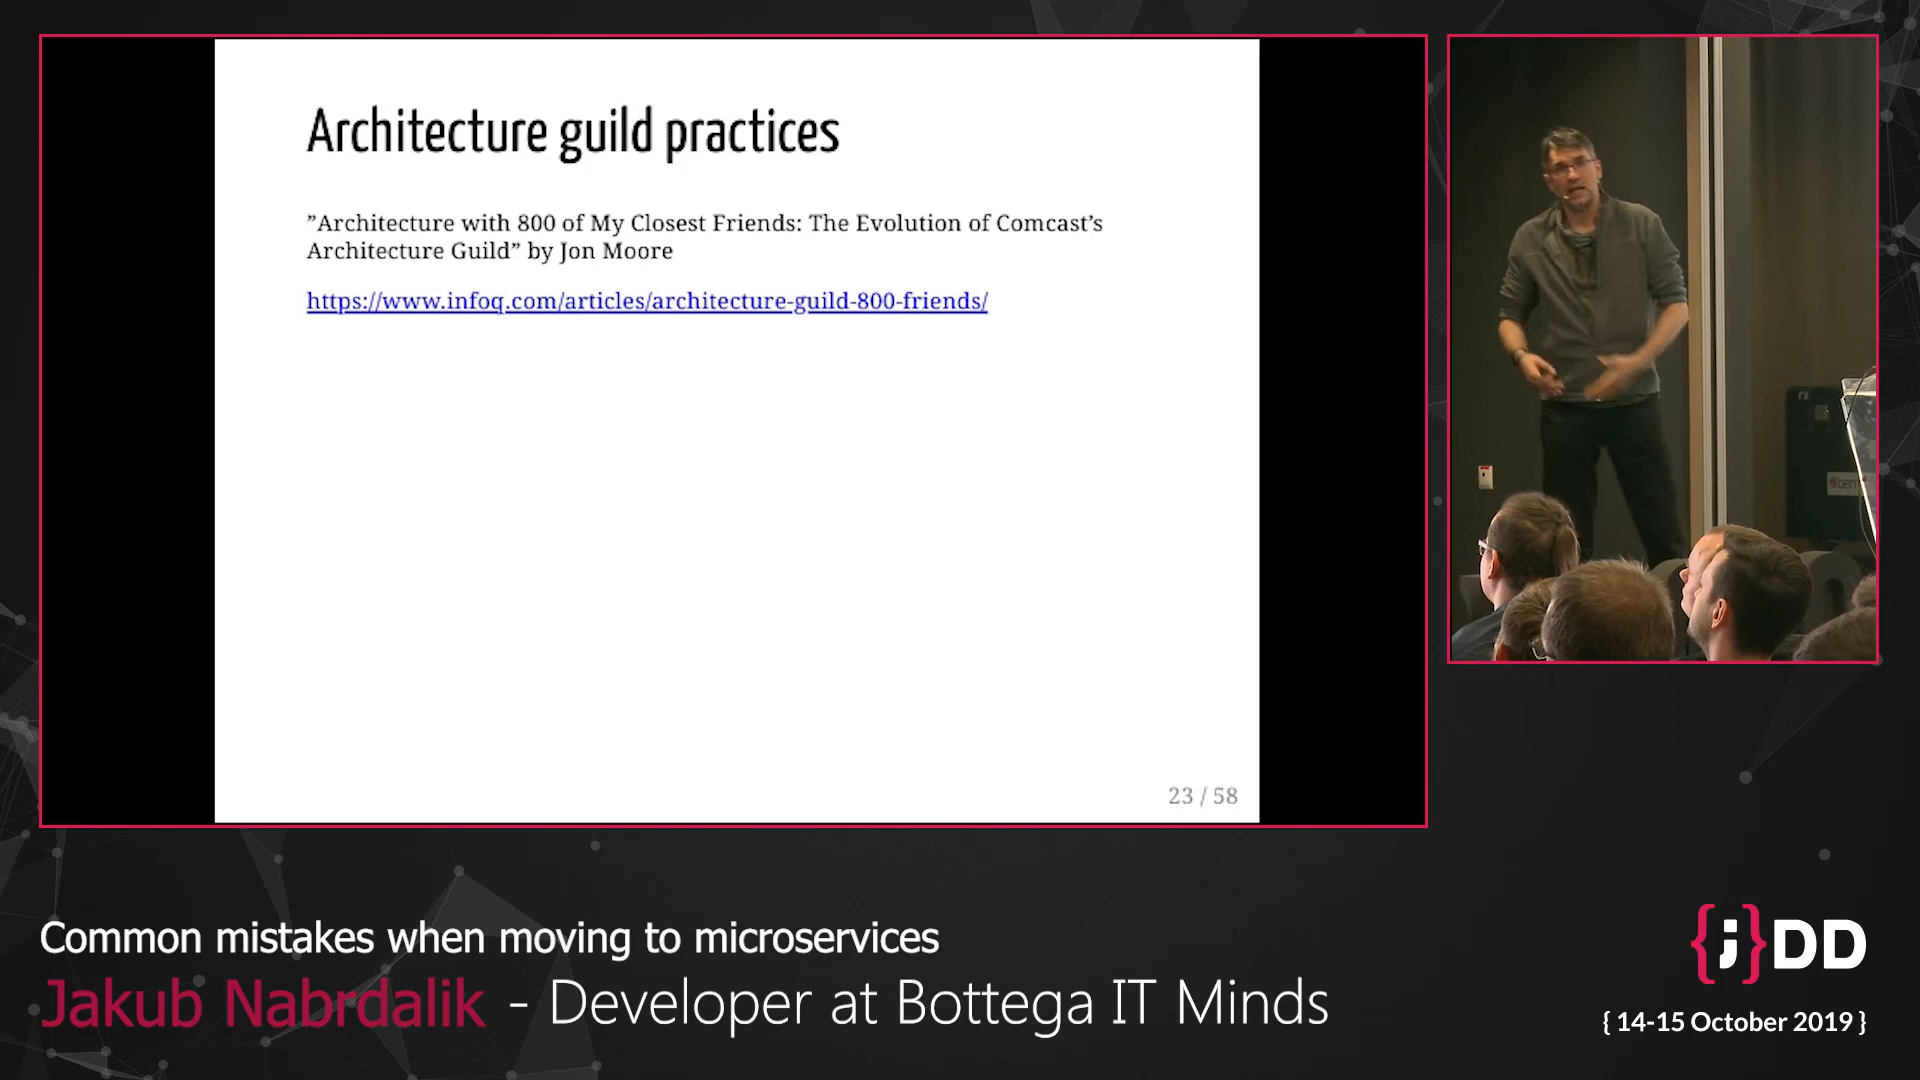 Architecture guild practices
”Architecture with 800 of My Closest Friends: The Evolution of Comcast’s
Architecture Guild” by Jon Moore
https://www.infoq.com/articles/architecture-guild-800-friends/
23 / 58
Common mistakes when moving to microservices
Jakub Nabrdalik - Developer at Bottega IT Minds
{;}DD
{ 14-15 October 2019 }